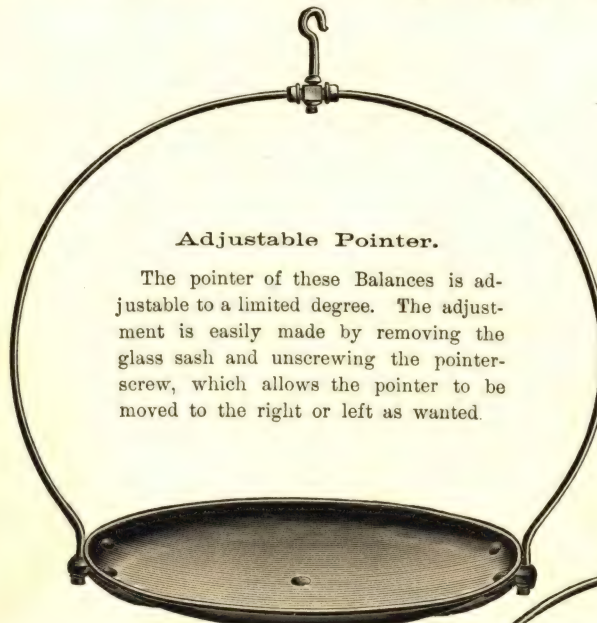 Adjustable Pointer.
The pointer of these Balances is ad-
justable to a limited degree. The adjust-
ment is easily made by removing the
glass sash and unscrewing the pointer-
screw, which allows the pointer to be
moved to the right or left as wanted.